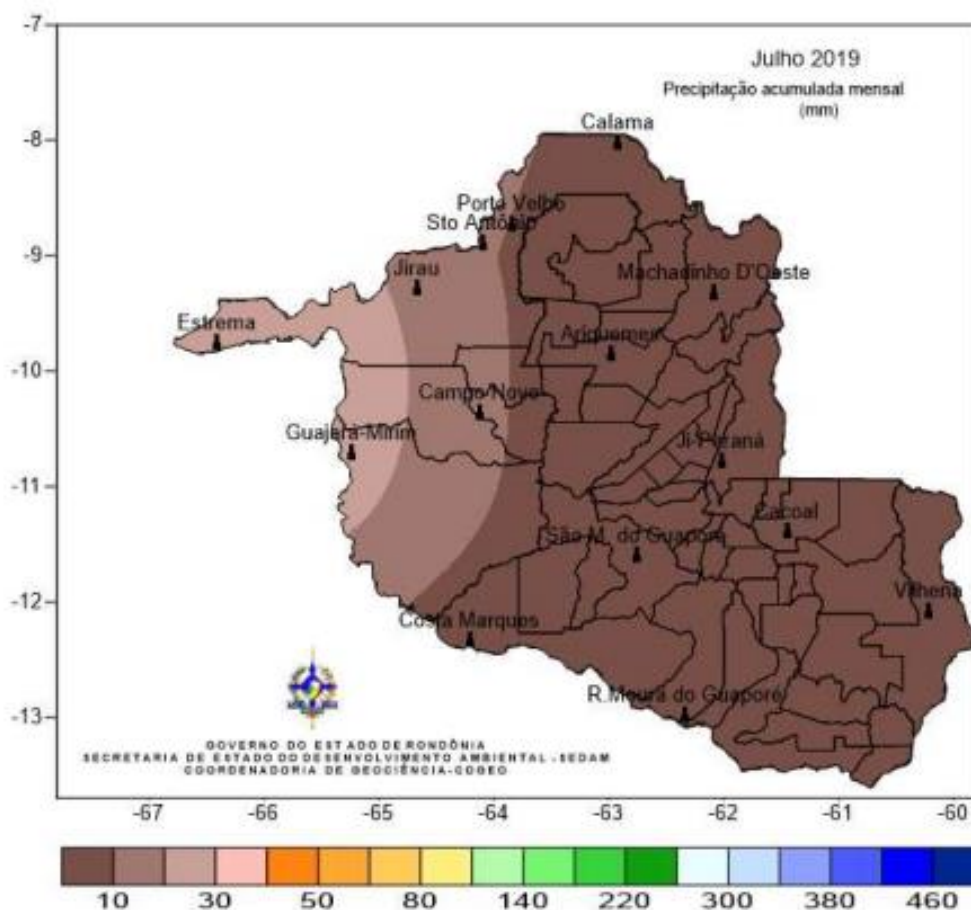 -7
Julho 2019
Precipitação acumulada mensal
(mm)
-8
Calama
Porto Velho
Sto Antônio
-9
Jirau
Machadinho D'Oeste
Estrema
Ariquemes
-10
Campo Novo
Guajará-Mirim
Ji-Paraná
-11
Cacoal
São M. do Guaporé
-12
Vilhena
Costa Marques
R.Moura do Guaporé
-13
GOVERNO DO ESTADO DE RONDÔNIA
SECRETARIA DE ESTADO DO DESENVOLVIMENTO AMBIENTAL -SEDAM
COORDENADORIA DE GEOCIÊNCIA-COGEO
-67 -66 -65 -64 -63 -62 -61 -60
10 30 50 80 140 220 300 380 460